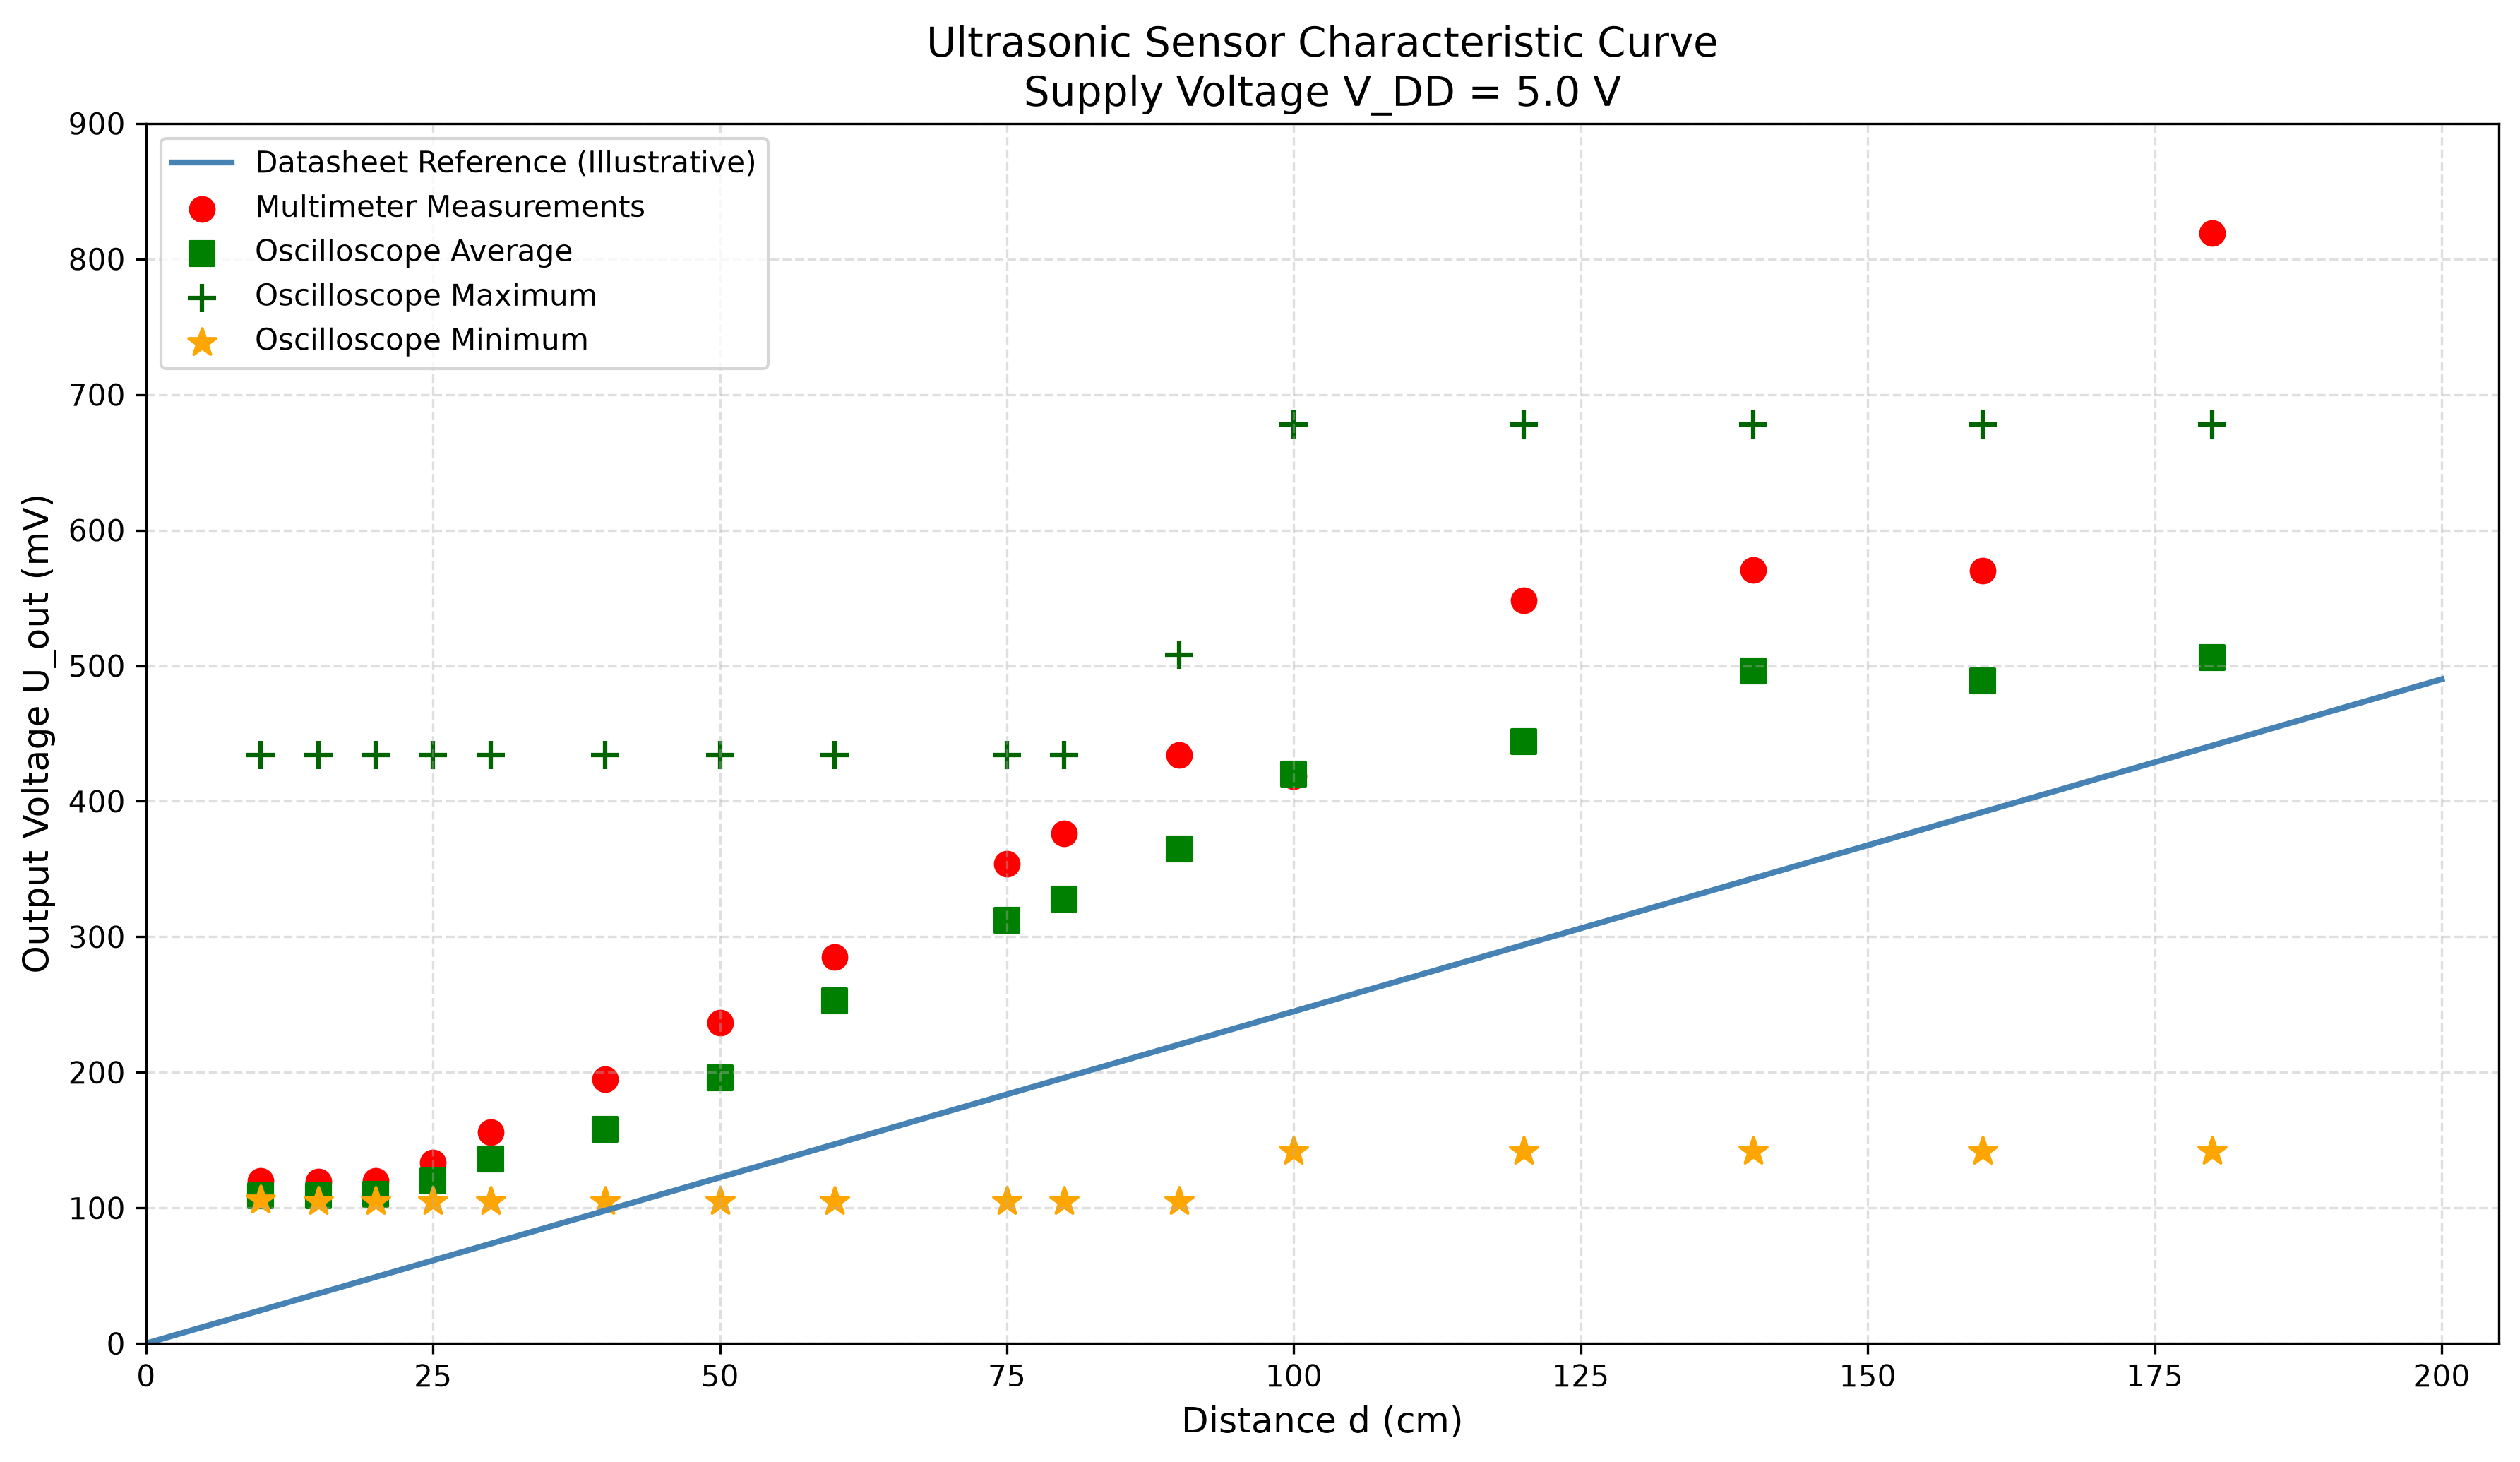 Ultrasonic Sensor Characteristic Curve
Supply Voltage V_DD = 5.0 V
Datasheet Reference (Illustrative)
Multimeter Measurements
Oscilloscope Average
Oscilloscope Maximum
Oscilloscope Minimum
Output Voltage U_out (mV)
900
800
700
600
500
400
300
200
100
0
0 25 50 75 100 125 150 175 200
Distance d (cm)